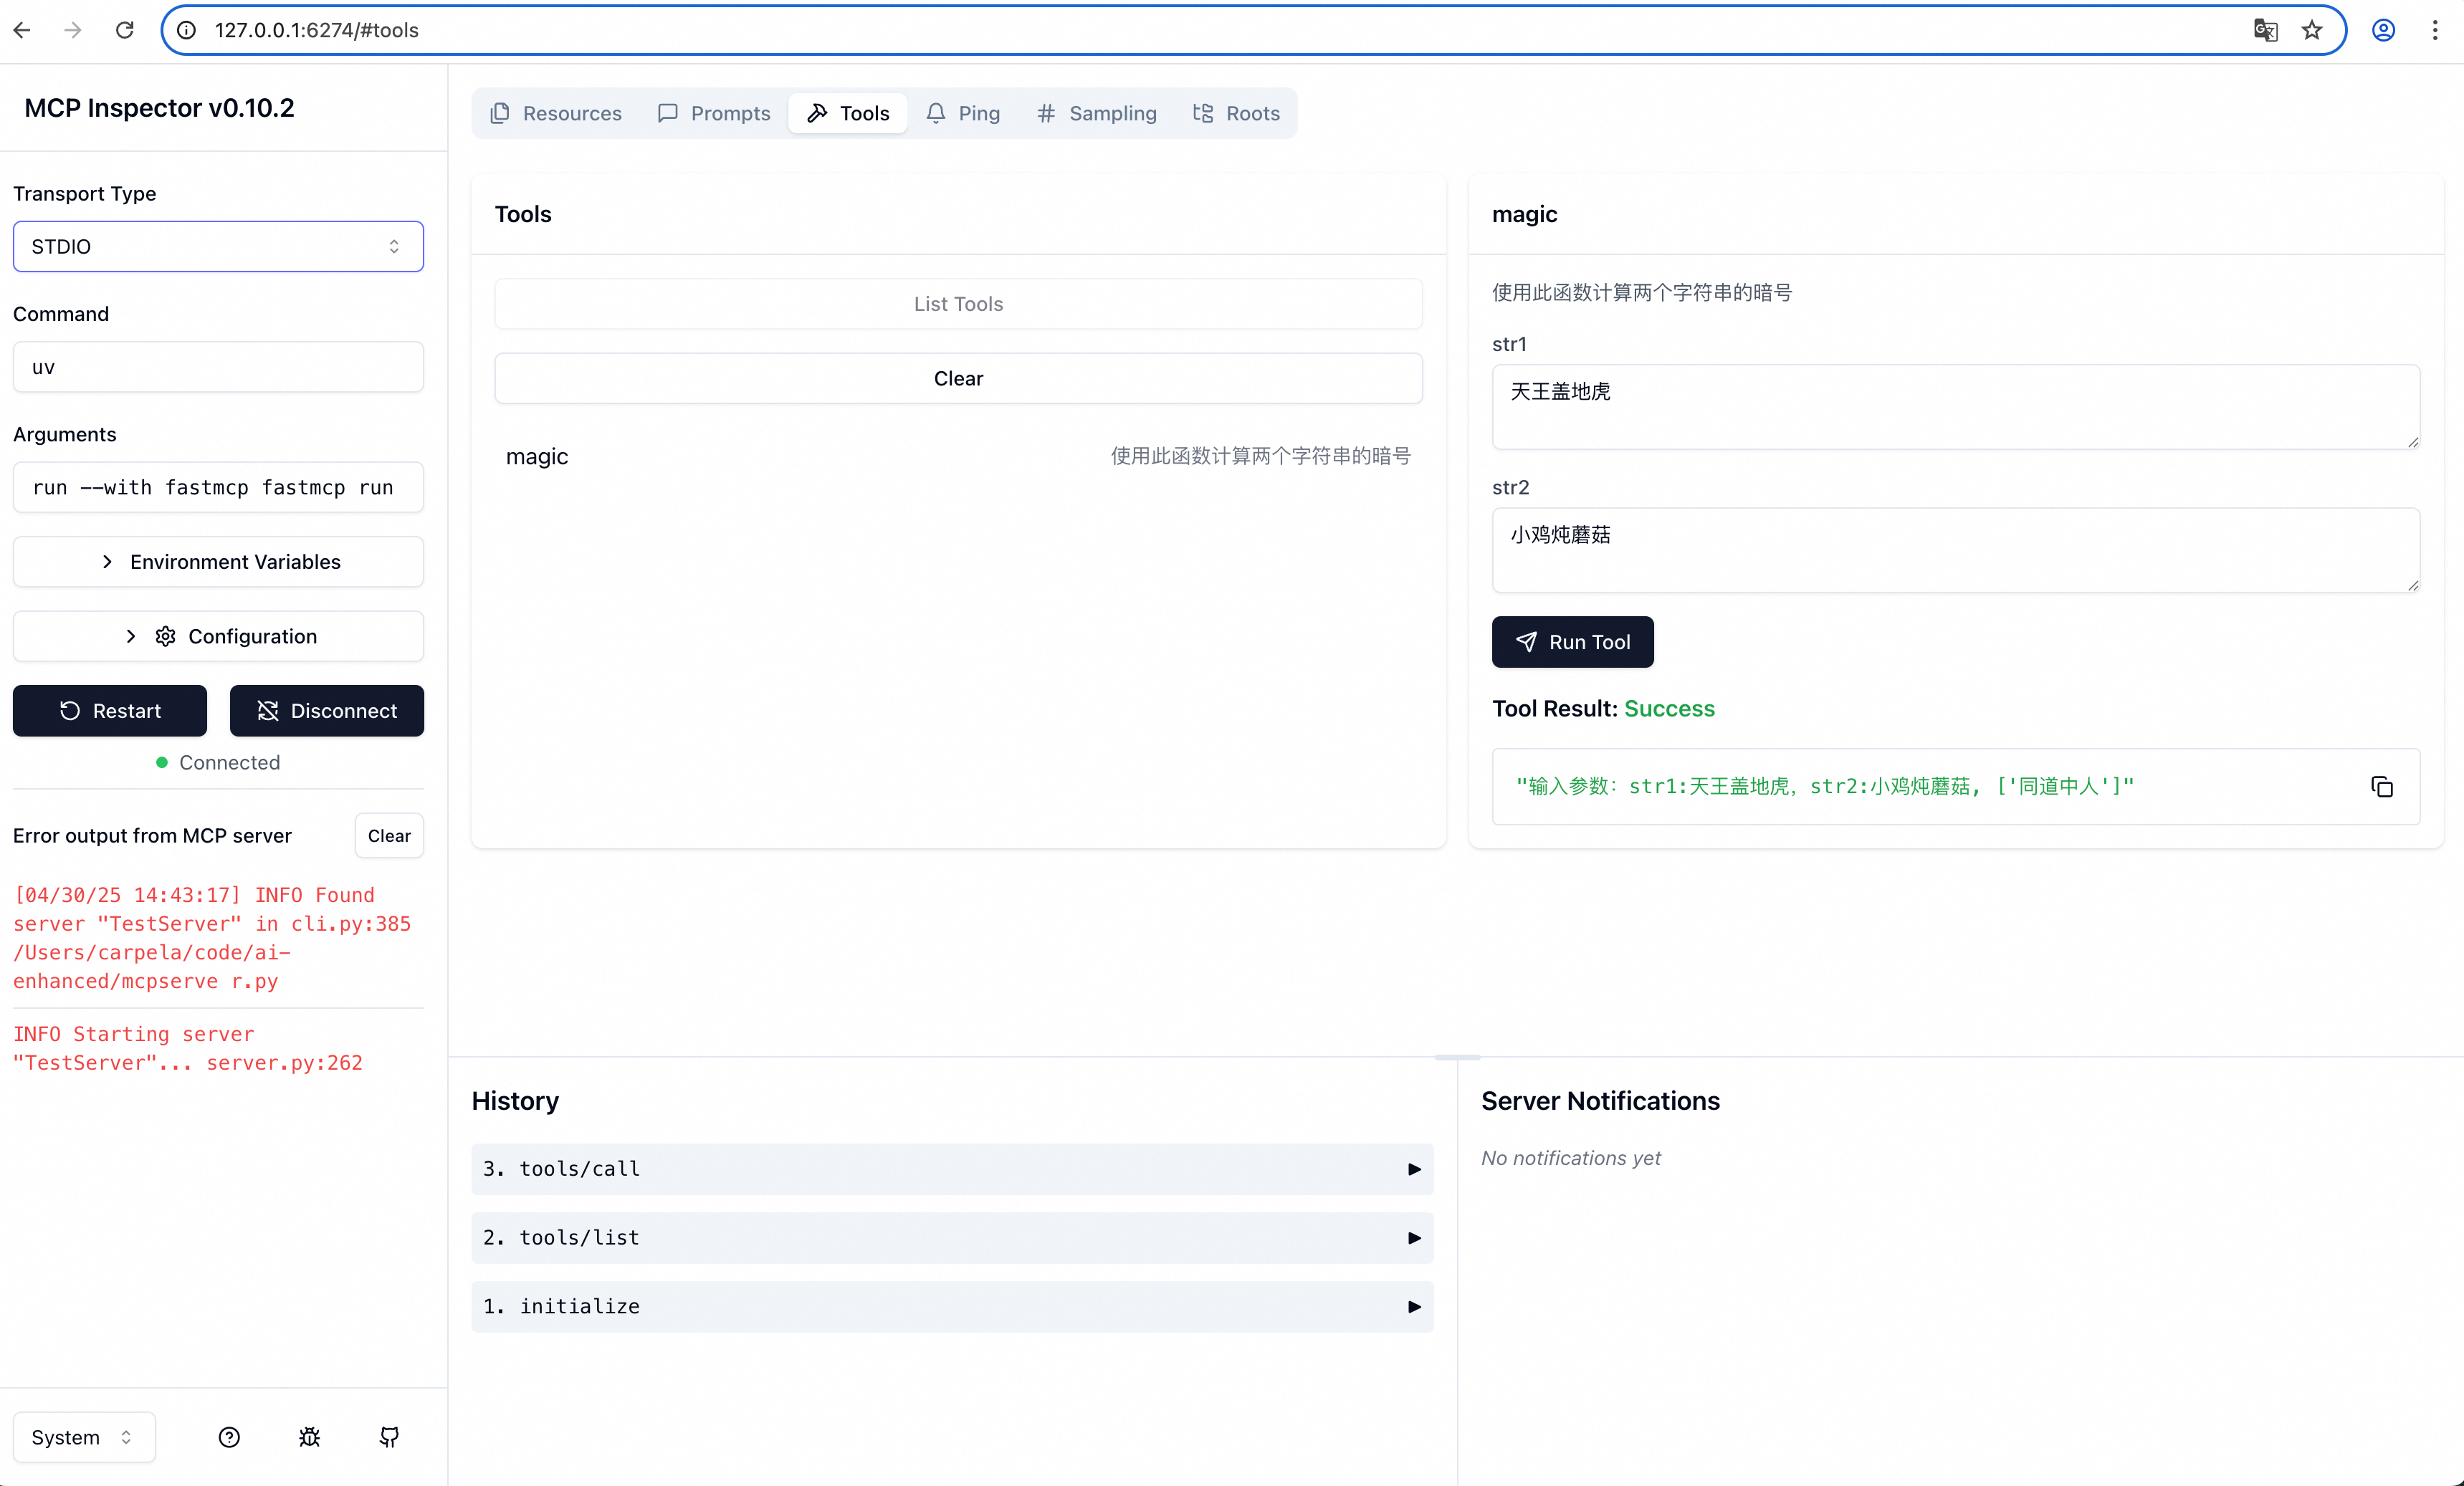 127.0.0.1:6274/#tools
MCP Inspector v0.10.2
Transport Type
STDIO
Command
uv
Arguments
run --with fastmcp fastmcp run
Environment Variables
Configuration
Restart
Disconnect
Connected
Error output from MCP server
Clear
[04/30/25 14:43:17] INFO Found
server "TestServer" in cli.py:385
/Users/carpela/code/ai-
enhanced/mcpserve r.py
INFO Starting server
"TestServer"... server.py:262
System
Resources
Prompts
Tools
Ping
Sampling
Roots
Tools
List Tools
Clear
magic
使用此函数计算两个字符串的暗号
magic
使用此函数计算两个字符串的暗号
str1
天王盖地虎
str2
小鸡炖蘑菇
Run Tool
Tool Result: Success
"输入参数：str1:天王盖地虎，str2:小鸡炖蘑菇, ['同道中人']"
History
3. tools/call
2. tools/list
1. initialize
Server Notifications
No notifications yet